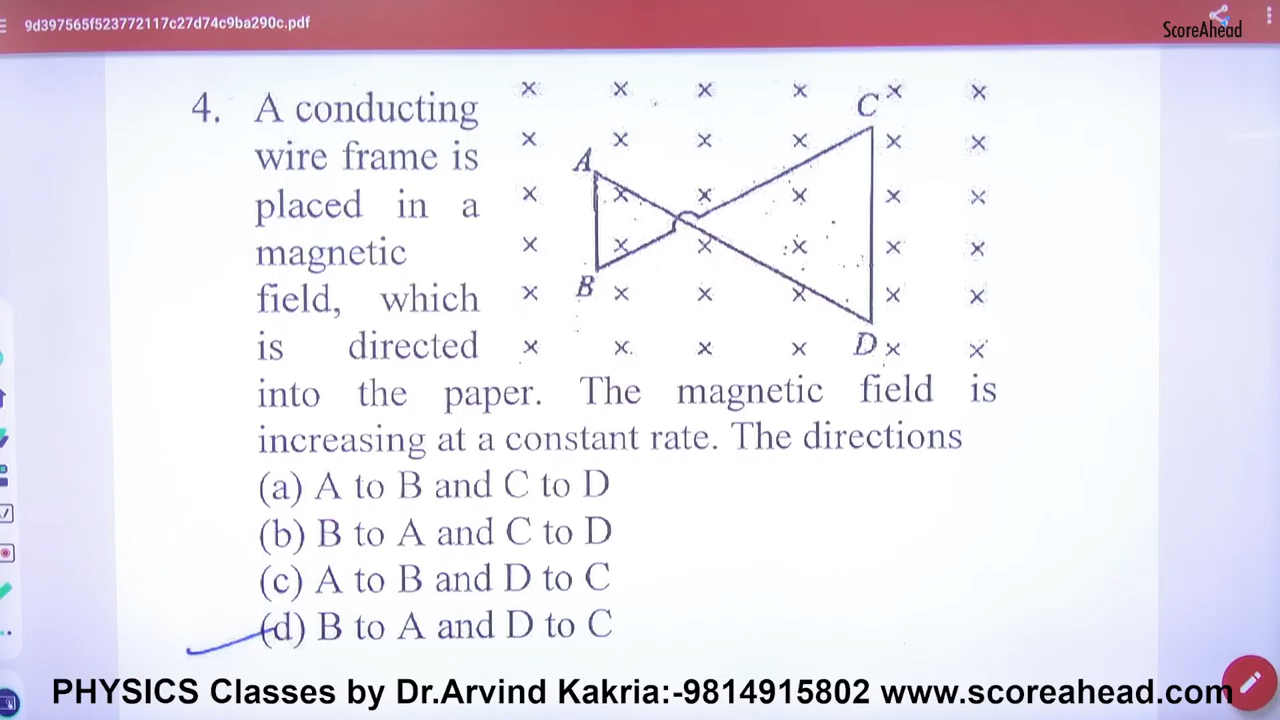 9d397565f523772117c27d74c9ba290c.pdf
ScoreAhead
4. A conducting
wire frame is
placed in a
magnetic
field, which
is directed
into the paper. The magnetic field is
increasing at a constant rate. The directions
(a) A to B and C to D
(b) B to A and C to D
(c) A to B and D to C
(d) B to A and D to C
A
B
C
D
PHYSICS Classes by Dr.Arvind Kakria:-9814915802 www.scoreahead.com